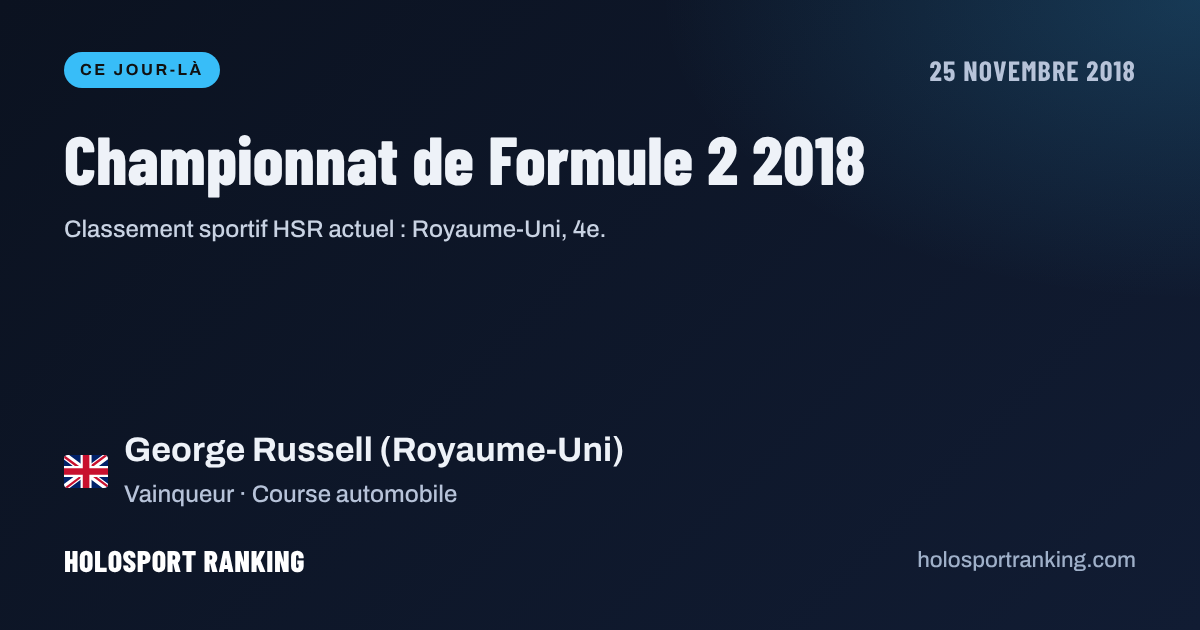 CE JOUR-LÀ
25 NOVEMBRE 2018
Championnat de Formule 2 2018
Classement sportif HSR actuel : Royaume-Uni, 4e.
George Russell (Royaume-Uni)
Vainqueur · Course automobile
HOLOSPORT RANKING
holosportranking.com